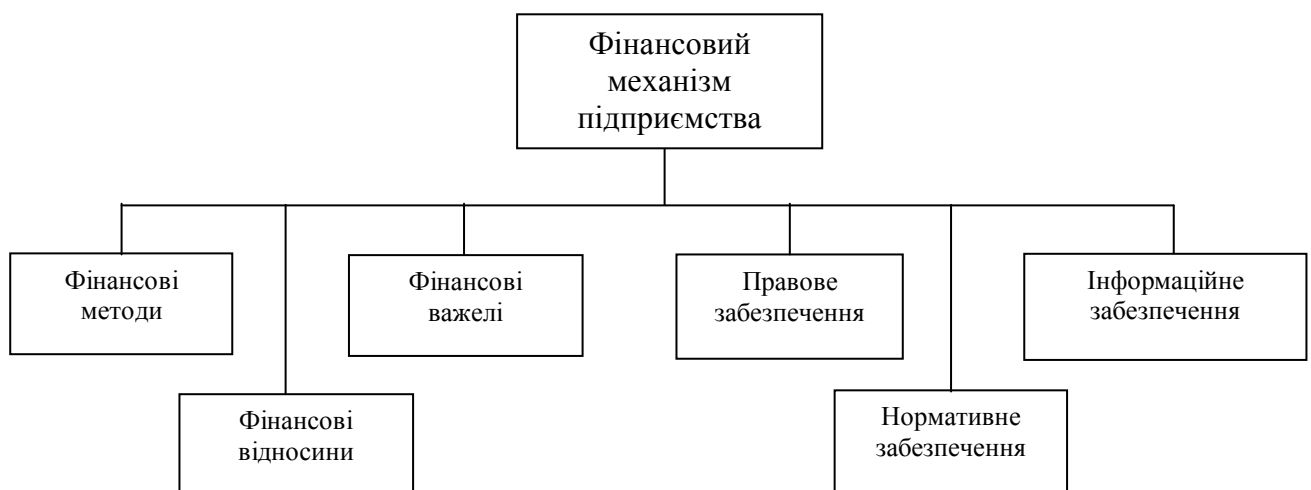 Фінансовий
механізм
підприємства
Фінансові
методи
Фінансові
важелі
Правове
забезпечення
Інформаційне
забезпечення
Фінансові
відносини
Нормативне
забезпечення